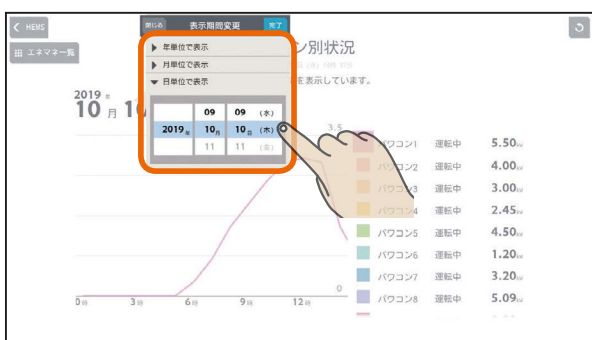 HEMS
閉じる 表示期間変更 完了
エネマネ一覧
ン別状況
▶ 年単位で表示
▶ 月単位で表示
▼ 日単位で表示
を表示しています。
2019年
10月 1
09 09 (水)
2019年 10月 10日 (木)
11 11 (金)
3.5
パワコン1 運転中 5.50kW
パワコン2 運転中 4.00kW
パワコン3 運転中 3.00kW
パワコン4 運転中 2.45kW
パワコン5 運転中 4.50kW
パワコン6 運転中 1.20kW
パワコン7 運転中 3.20kW
パワコン8 運転中 5.09kW
0
0時 3時 6時 9時 12時